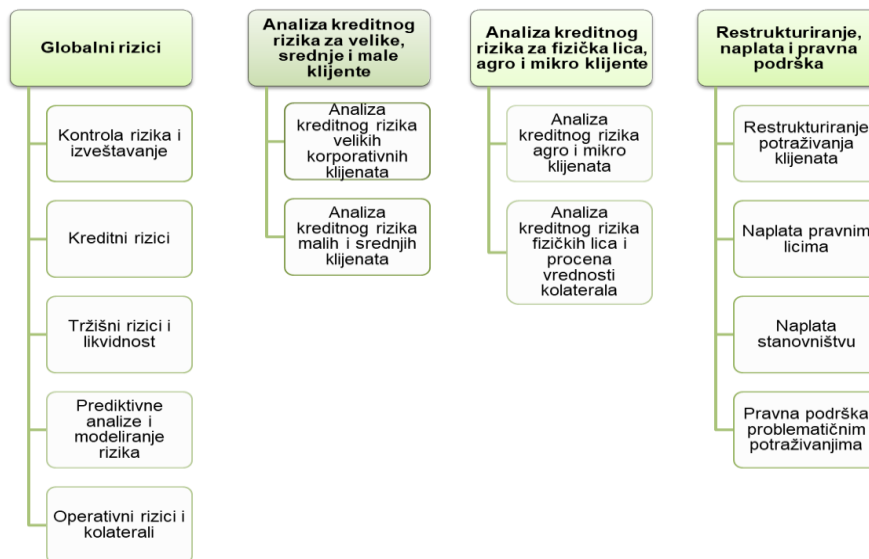 Globalni rizici
Kontrola rizika i
izveštavanje
Kreditni rizici
Tržišni rizici i
likvidnost
Prediktivne
analize i
modeliranje
rizika
Operativni rizici i
kolaterali
Analiza kreditnog
rizika za velike,
srednje i male
klijente
Analiza
kreditnog rizika
velikih
korporativnih
klijenata
Analiza
kreditnog rizika
malih i srednjih
klijenata
Analiza kreditnog
rizika za fizička lica,
agro i mikro klijente
Analiza
kreditnog rizika
agro i mikro
klijenata
Analiza
kreditnog rizika
fizičkih lica i
procena
vrednosti
kolaterala
Restrukturiranje,
naplata i pravna
podrška
Restrukturiranje
potraživanja
klijenata
Naplata pravnim
licima
Naplata
stanovništvu
Pravna podrška
problematičnim
potraživanjima